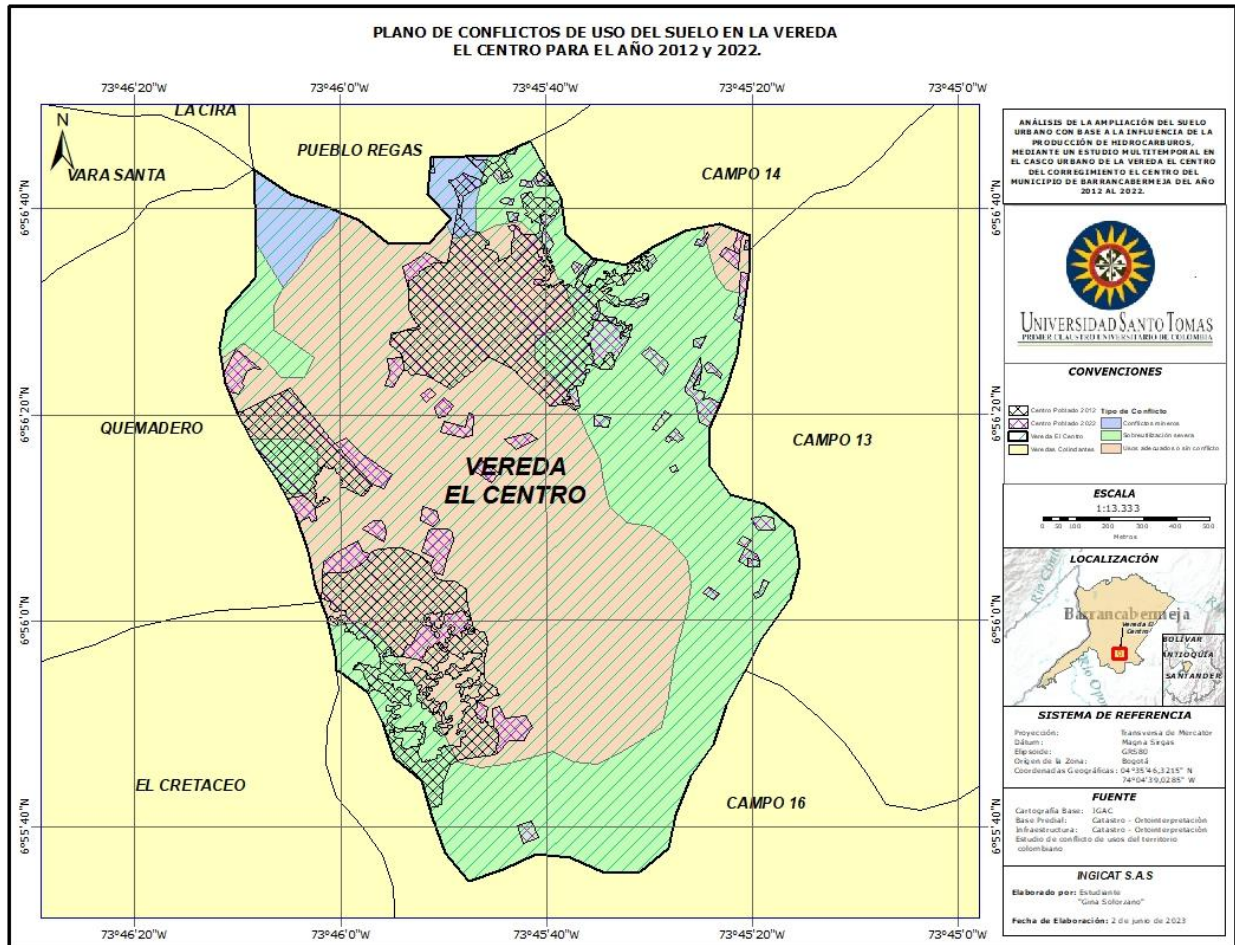 PLANO DE CONFLICTOS DE USO DEL SUELO EN LA VEREDA
EL CENTRO PARA EL AÑO 2012 y 2022.
73°46'20"W 73°46'0"W 73°45'40"W 73°45'20"W 73°45'0"W
N
LA CIRA
VARA SANTA
PUEBLO REGAS
CAMPO 14
6°56'40"N
6°56'40"N
QUEMADERO
VEREDA
EL CENTRO
CAMPO 13
6°56'20"N
6°56'20"N
6°56'0"N
6°56'0"N
EL CRETACEO
CAMPO 16
6°55'40"N
6°55'40"N
73°46'20"W 73°46'0"W 73°45'40"W 73°45'20"W 73°45'0"W
ANÁLISIS DE LA AMPLIACIÓN DEL SUELO
URBANO CON BASE A LA INFLUENCIA DE LA
PRODUCCIÓN DE HIDROCARBUROS,
MEDIANTE UN ESTUDIO MULTITEMPORAL EN
EL CASCO URBANO DE LA VEREDA EL CENTRO
DEL CORREGIMIENTO EL CENTRO DEL
MUNICIPIO DE BARRANCABERMEJA DEL AÑO
2012 AL 2022.
UNIVERSIDAD SANTO TOMAS
PRIMER CLAUSTRO UNIVERSITARIO DE COLOMBIA
CONVENCIONES
Centro Poblado 2012 Tipo de Conflicto
Centro Poblado 2022 Conflictos mineros
Vereda El Centro Sobreutilización severa
Veredas Colindantes Usos adecuados o sin conflicto
ESCALA
1:13.333
0 50 100 200 300 400 500
Metros
LOCALIZACIÓN
Barrancabermeja
Vereda El
Centro
BOLÍVAR
ANTIOQUIA
SANTANDER
SISTEMA DE REFERENCIA
Proyección: Transversa de Mercator
Dátum: Magna Sirgas
Elipsoide: GRS80
Origen de la Zona: Bogotá
Coordenadas Geográficas: 04°35'46,3215" N
74°04'39,0285" W
FUENTE
Cartografía Base: IGAC
Base Predial: Catastro - Ortointerpretación
Infraestructura: Catastro - Ortointerpretación
Estudio de conflicto de usos del territorio
colombiano
INGICAT S.A.S
Elaborado por: Estudiante
"Gina Solorzano"
Fecha de Elaboración: 2 de junio de 2023